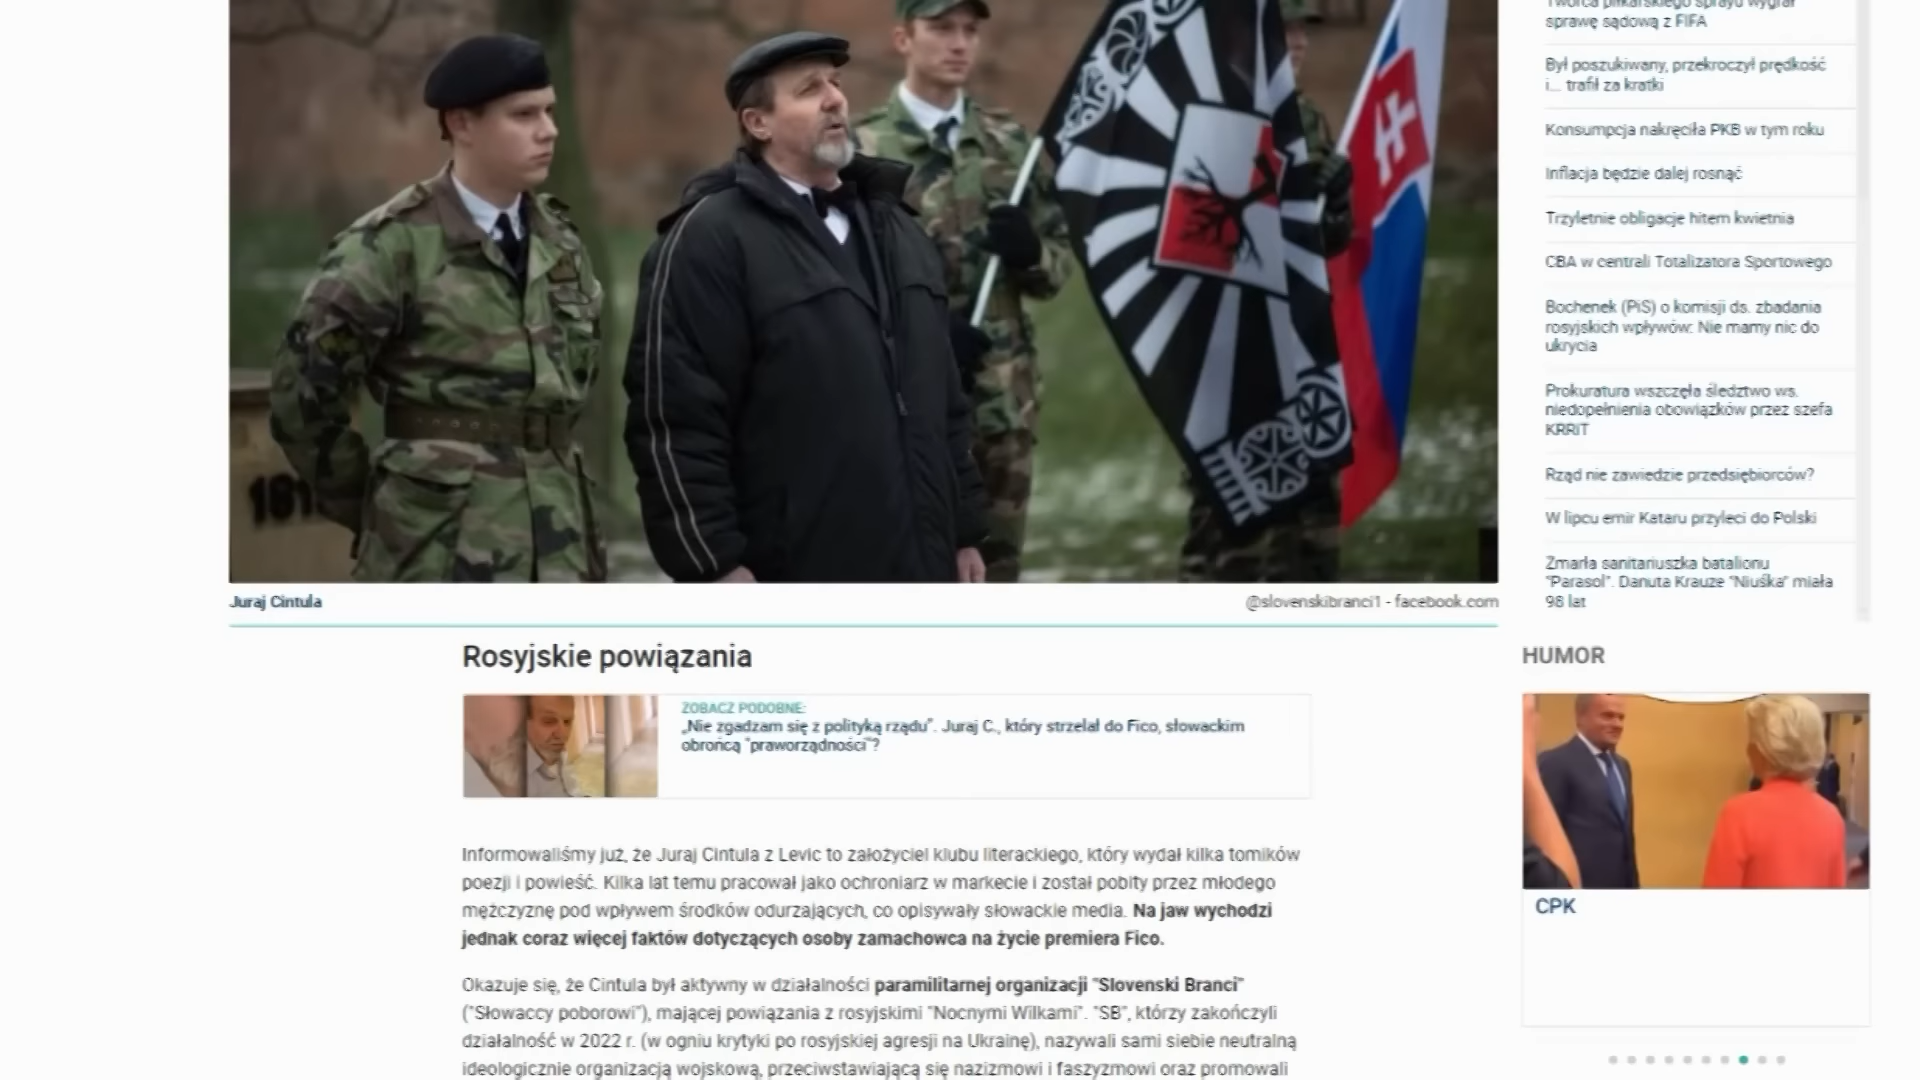 Twórca piłkarskiego sprayu wygrał
sprawę sądową z FIFA
Był poszukiwany, przekroczył prędkość
i... trafił za kratki
Konsumpcja nakręciła PKB w tym roku
Inflacja będzie dalej rosnąć
Trzyletnie obligacje hitem kwietnia
CBA w centrali Totalizatora Sportowego
Bochenek (PiS) o komisji ds. zbadania
rosyjskich wpływów: Nie mamy nic do
ukrycia
Prokuratura wszczęła śledztwo ws.
niedopełnienia obowiązków przez szefa
KRRiT
Rząd nie zawiedzie przedsiębiorców?
W lipcu emir Kataru przyleci do Polski
Zmarła sanitariuszka batalionu
"Parasol". Danuta Krauze "Niuśka" miała
98 lat
Juraj Cintula
@slovenskibranci1 - facebook.com
Rosyjskie powiązania
ZOBACZ PODOBNE:
„Nie zgadzam się z polityką rządu". Juraj C., który strzelał do Fico, słowackim
obrońcą "praworządności"?
Informowaliśmy już, że Juraj Cintula z Levic to założyciel klubu literackiego, który wydał kilka tomików
poezji i powieść. Kilka lat temu pracował jako ochroniarz w markecie i został pobity przez młodego
mężczyznę pod wpływem środków odurzających, co opisywały słowackie media. Na jaw wychodzi
jednak coraz więcej faktów dotyczących osoby zamachowca na życie premiera Fico.
Okazuje się, że Cintula był aktywny w działalności paramilitarnej organizacji "Slovenski Branci"
("Słowaccy poborowi"), mającej powiązania z rosyjskimi "Nocnymi Wilkami". "SB", którzy zakończyli
działalność w 2022 r. (w ogniu krytyki po rosyjskiej agresji na Ukrainę), nazywali sami siebie neutralną
ideologicznie organizacją wojskową, przeciwstawiającą się nazizmowi i faszyzmowi oraz promowali
HUMOR
CPK